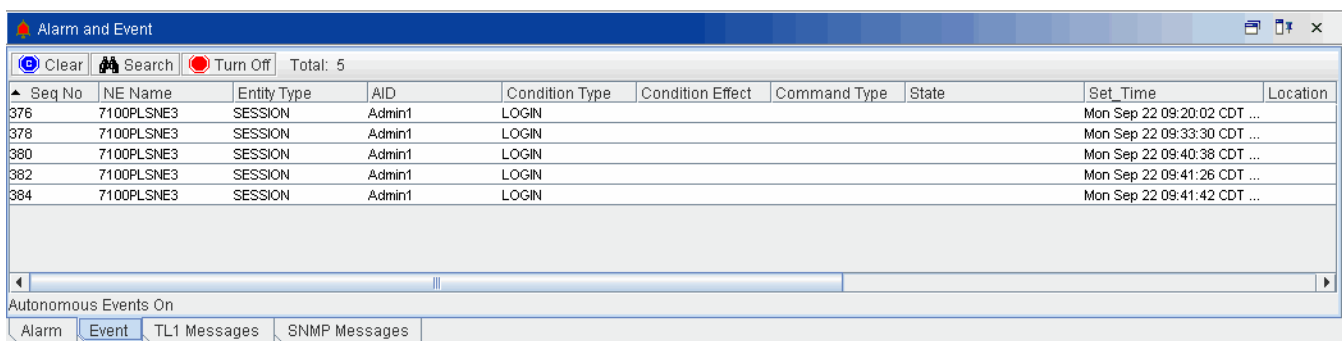 Alarm and Event
Clear Search Turn Off Total: 5
Seq No NE Name Entity Type AID Condition Type Condition Effect Command Type State Set_Time Location
376 7100PLSNE3 SESSION Admin1 LOGIN Mon Sep 22 09:20:02 CDT ...
378 7100PLSNE3 SESSION Admin1 LOGIN Mon Sep 22 09:33:30 CDT ...
380 7100PLSNE3 SESSION Admin1 LOGIN Mon Sep 22 09:40:38 CDT ...
382 7100PLSNE3 SESSION Admin1 LOGIN Mon Sep 22 09:41:26 CDT ...
384 7100PLSNE3 SESSION Admin1 LOGIN Mon Sep 22 09:41:42 CDT ...
Autonomous Events On
Alarm Event TL1 Messages SNMP Messages